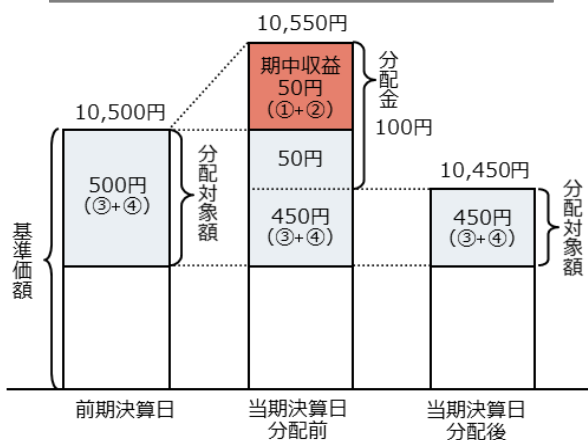 10,550円
期中収益
50円
(①+②)
分配金
100円
10,500円
500円
(③+④)
分配対象額
50円
450円
(③+④)
10,450円
450円
(③+④)
分配対象額
基準価額
前期決算日
当期決算日
分配前
当期決算日
分配後